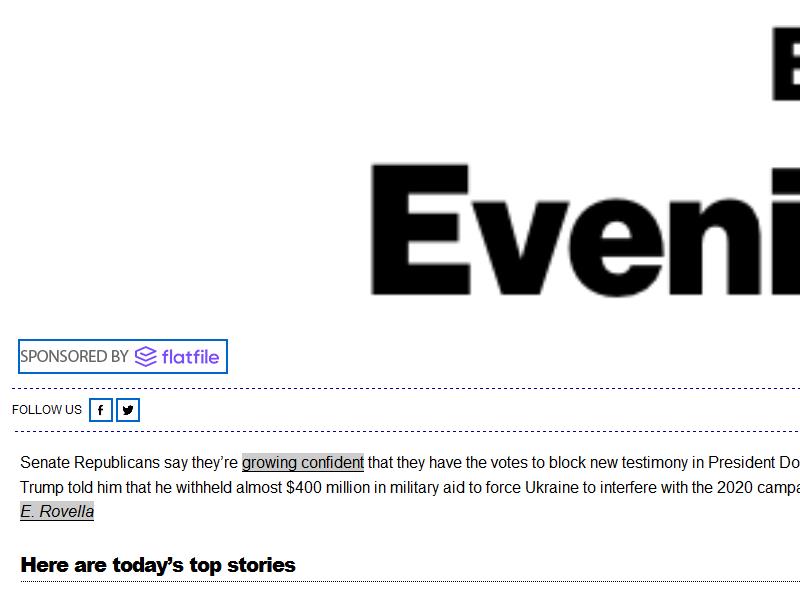 Eveni
SPONSORED BY flatfile
FOLLOW US
Senate Republicans say they’re growing confident that they have the votes to block new testimony in President Do
Trump told him that he withheld almost $400 million in military aid to force Ukraine to interfere with the 2020 campa
E. Rovella
Here are today’s top stories